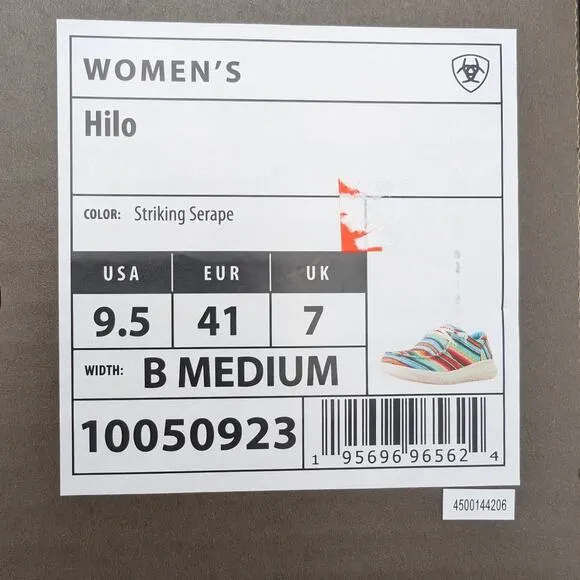 WOMEN'S
Hilo
COLOR: Striking Serape
USA EUR UK
9.5 41 7
WIDTH: B MEDIUM
10050923
1 95696 96562 4
4500144206